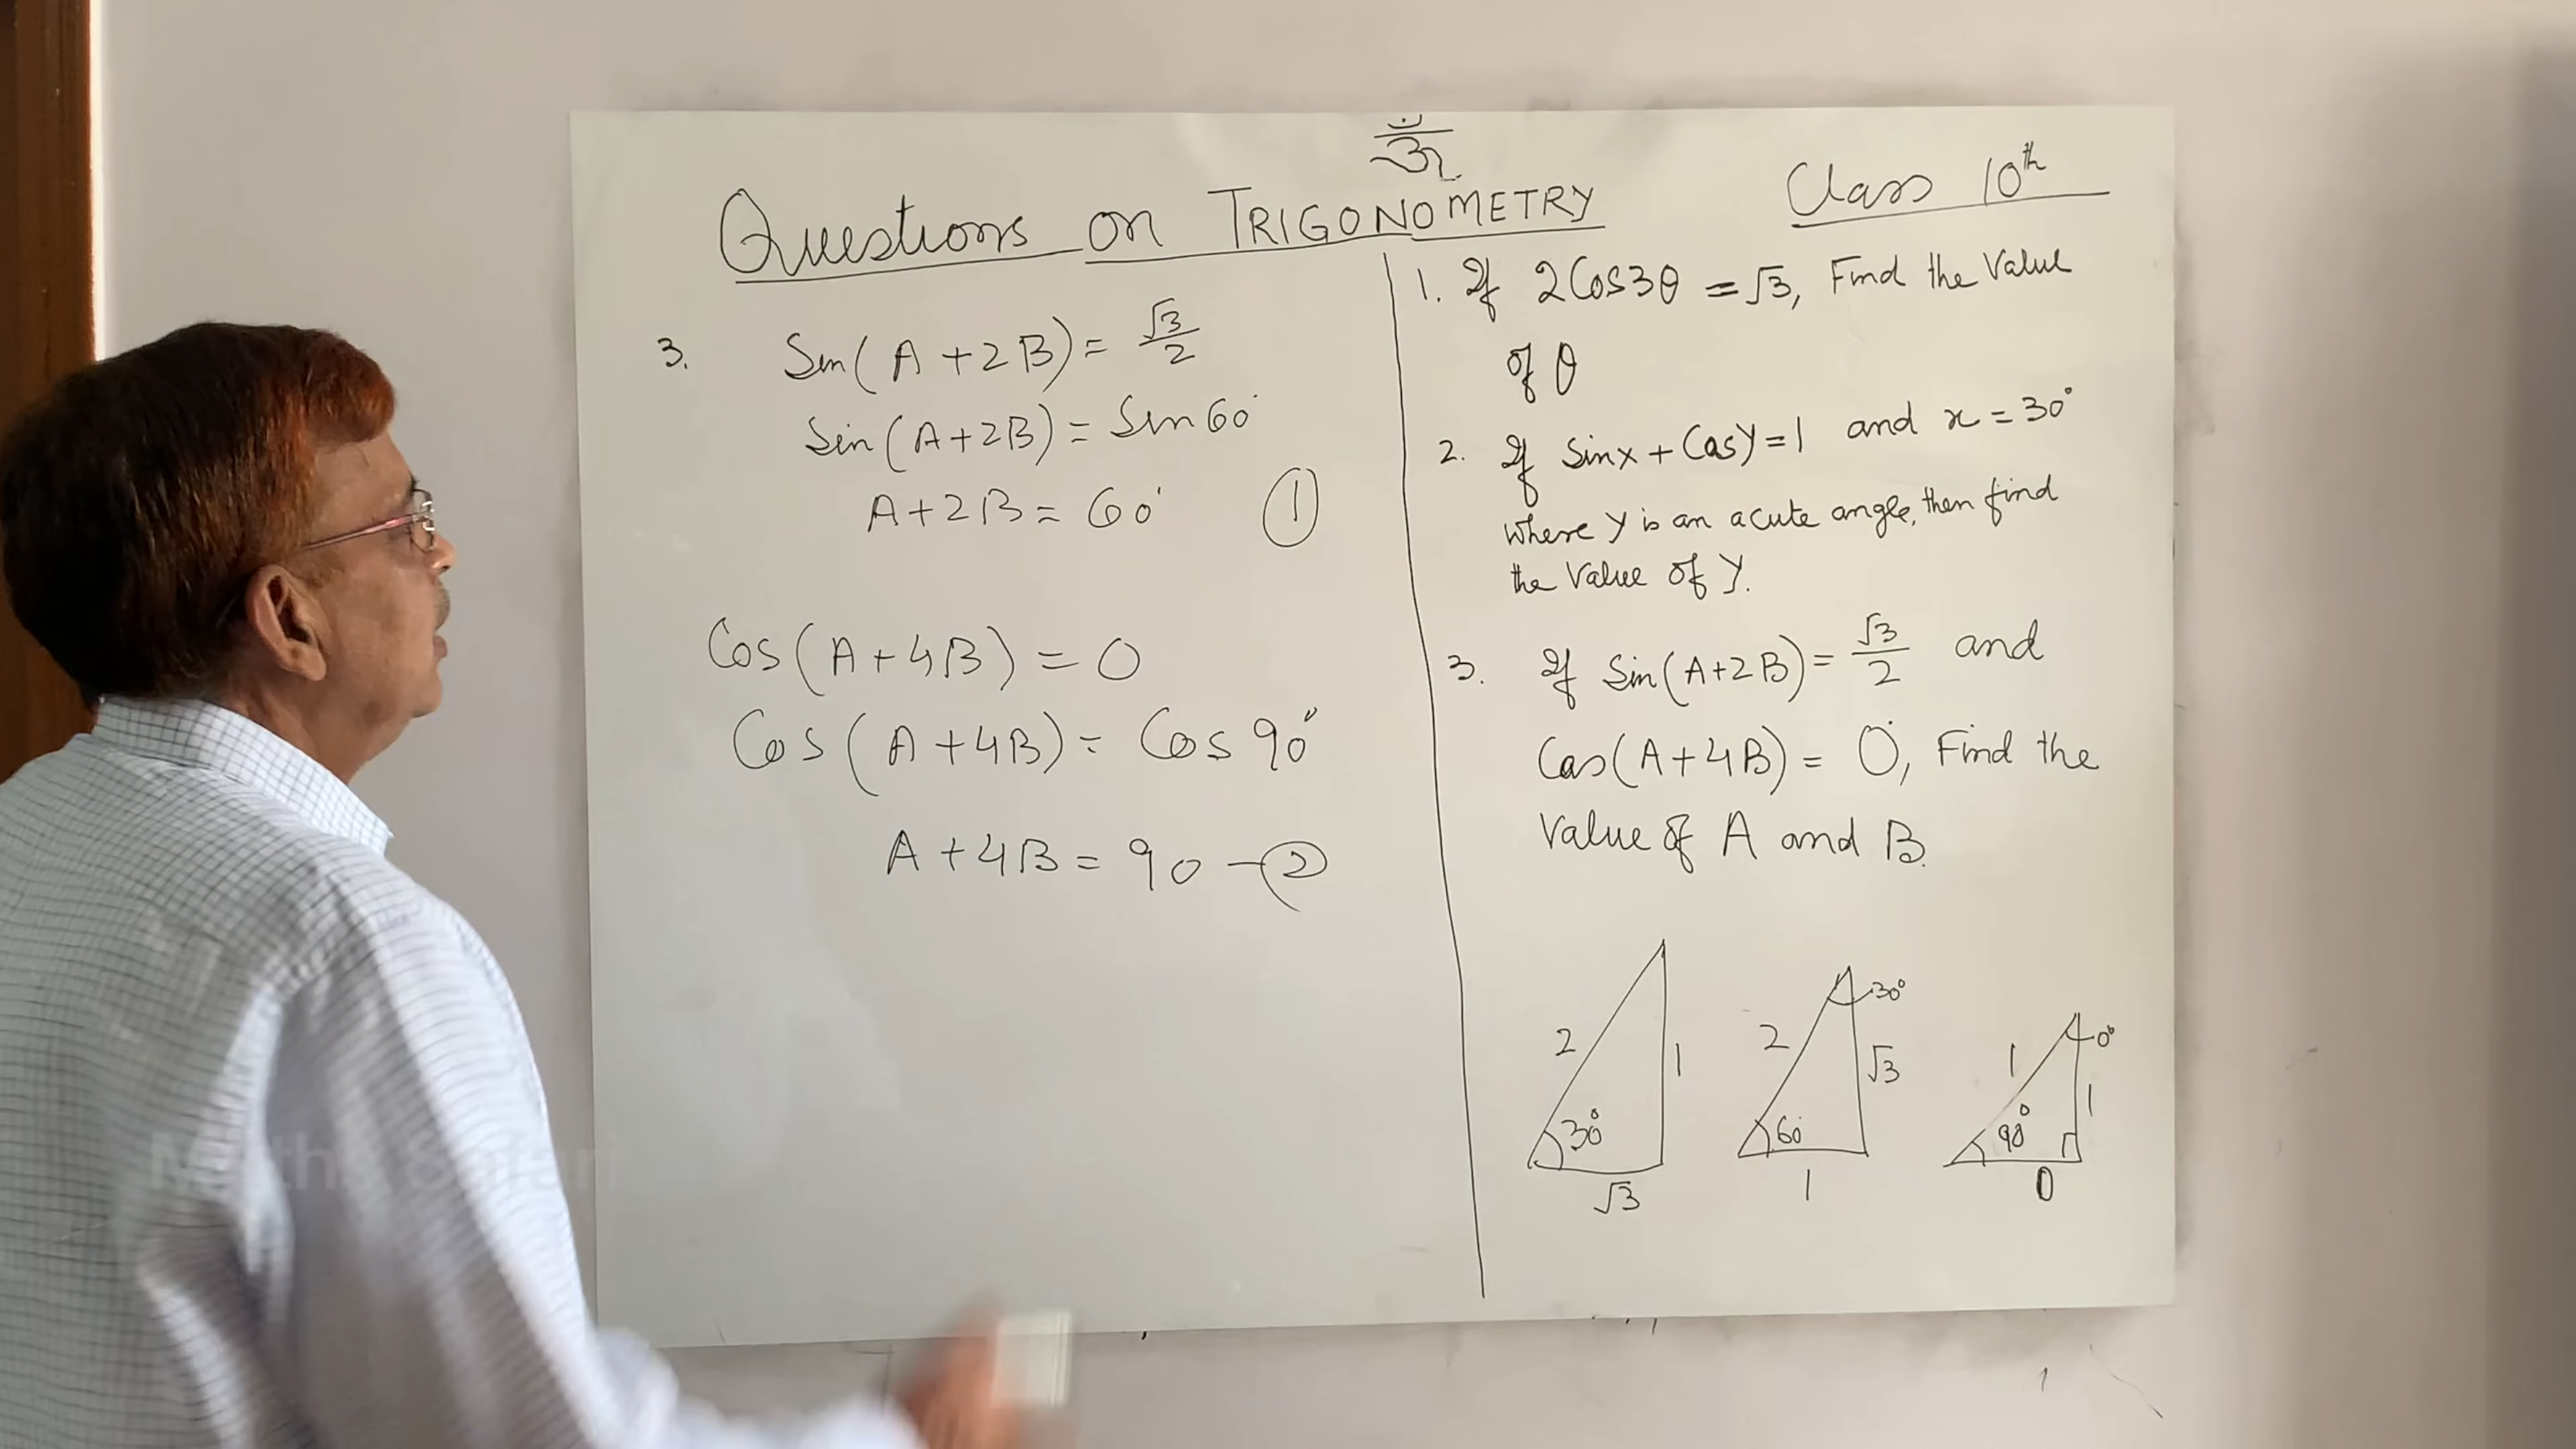 ॐ
Questions on TRIGONOMETRY
Class 10th
3. Sin(A+2B) = √3/2
Sin(A+2B) = Sin 60°
A+2B = 60° ①
Cos(A+4B) = 0
Cos(A+4B) = Cos 90°
A+4B = 90 —②
1. If 2Cos3θ = √3, Find the Value
of θ
2. If Sinx + Cosy = 1 and x = 30°
where y is an acute angle, then find
the Value of y.
3. If Sin(A+2B) = √3/2 and
Cos(A+4B) = 0, Find the
Value of A and B.
2 1 30° √3
2 30° √3 60° 1
1 0° 1 90° 0